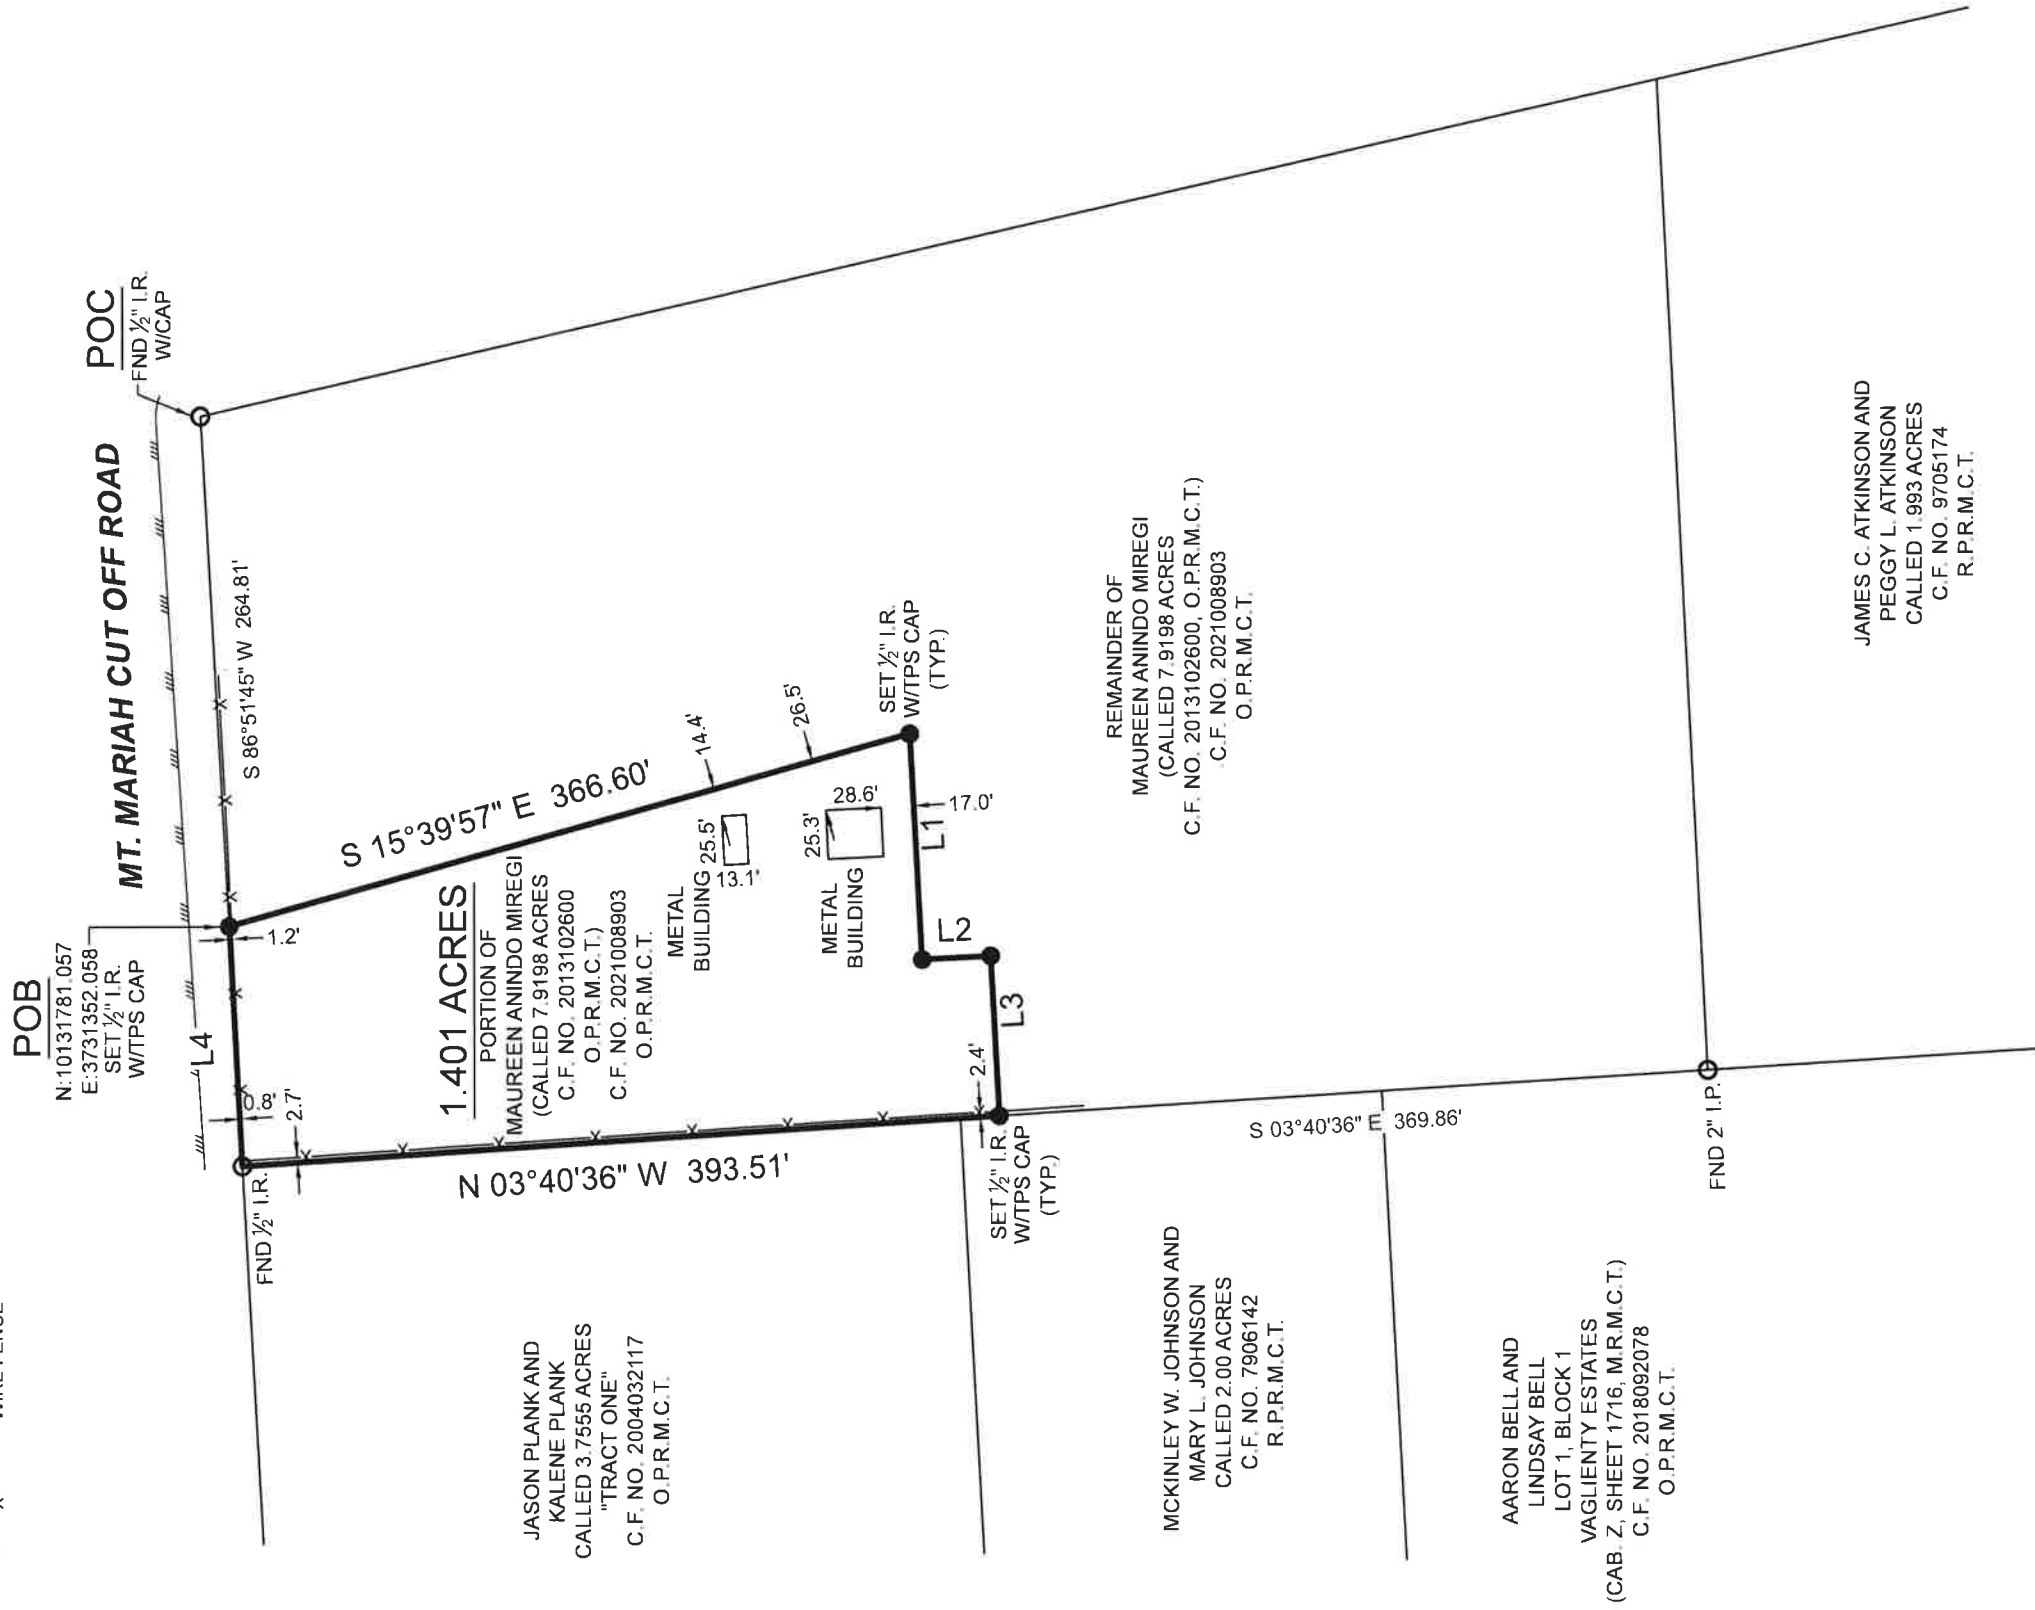 POB
N:10131781.057
E:3731352.058
SET ½" I.R.
W/TPS CAP
POC
FND ½" I.R.
W/CAP
MT. MARIAH CUT OFF ROAD
S 86°51'45" W 264.81'
L4
1.2'
0.8'
2.7'
FND ½" I.R.
S 15°39'57" E 366.60'
14.4'
26.5'
1.401 ACRES
PORTION OF
MAUREEN ANINDO MIREGI
(CALLED 7.9198 ACRES
C.F. NO. 2013102600
O.P.R.M.C.T.)
C.F. NO. 2021008903
O.P.R.M.C.T.
METAL
BUILDING
25.5'
13.1'
METAL
BUILDING
25.3'
28.6'
SET ½" I.R.
W/TPS CAP
(TYP.)
17.0'
L1
L2
L3
2.4'
N 03°40'36" W 393.51'
SET ½" I.R.
W/TPS CAP
(TYP.)
REMAINDER OF
MAUREEN ANINDO MIREGI
(CALLED 7.9198 ACRES
C.F. NO. 2013102600, O.P.R.M.C.T.)
C.F. NO. 2021008903
O.P.R.M.C.T.
S 03°40'36" E 369.86'
FND 2" I.P.
JASON PLANK AND
KALENE PLANK
CALLED 3.7555 ACRES
"TRACT ONE"
C.F. NO. 2004032117
O.P.R.M.C.T.
MCKINLEY W. JOHNSON AND
MARY L. JOHNSON
CALLED 2.00 ACRES
C.F. NO. 7906142
R.P.R.M.C.T.
AARON BELL AND
LINDSAY BELL
LOT 1, BLOCK 1
VAGLIENTY ESTATES
(CAB. Z, SHEET 1716, M.R.M.C.T.)
C.F. NO. 2018092078
O.P.R.M.C.T.
JAMES C. ATKINSON AND
PEGGY L. ATKINSON
CALLED 1.993 ACRES
C.F. NO. 9705174
R.P.R.M.C.T.